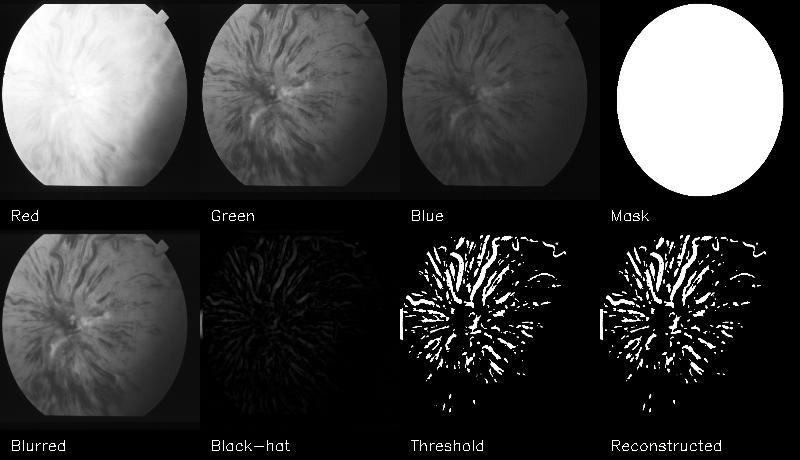 Red
Green
Blue
Mask
Blurred
Black-hat
Threshold
Reconstructed